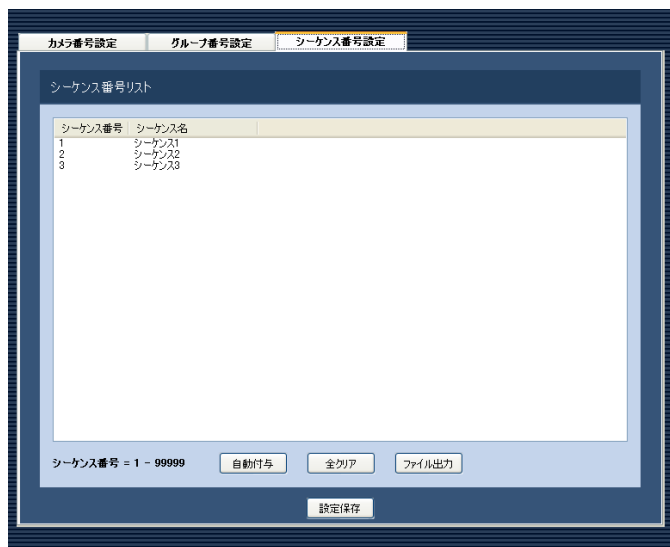 カメラ番号設定 グループ番号設定 シーケンス番号設定
シーケンス番号リスト
シーケンス番号 シーケンス名
1 シーケンス1
2 シーケンス2
3 シーケンス3
シーケンス番号 = 1 - 99999 自動付与 全クリア ファイル出力
設定保存